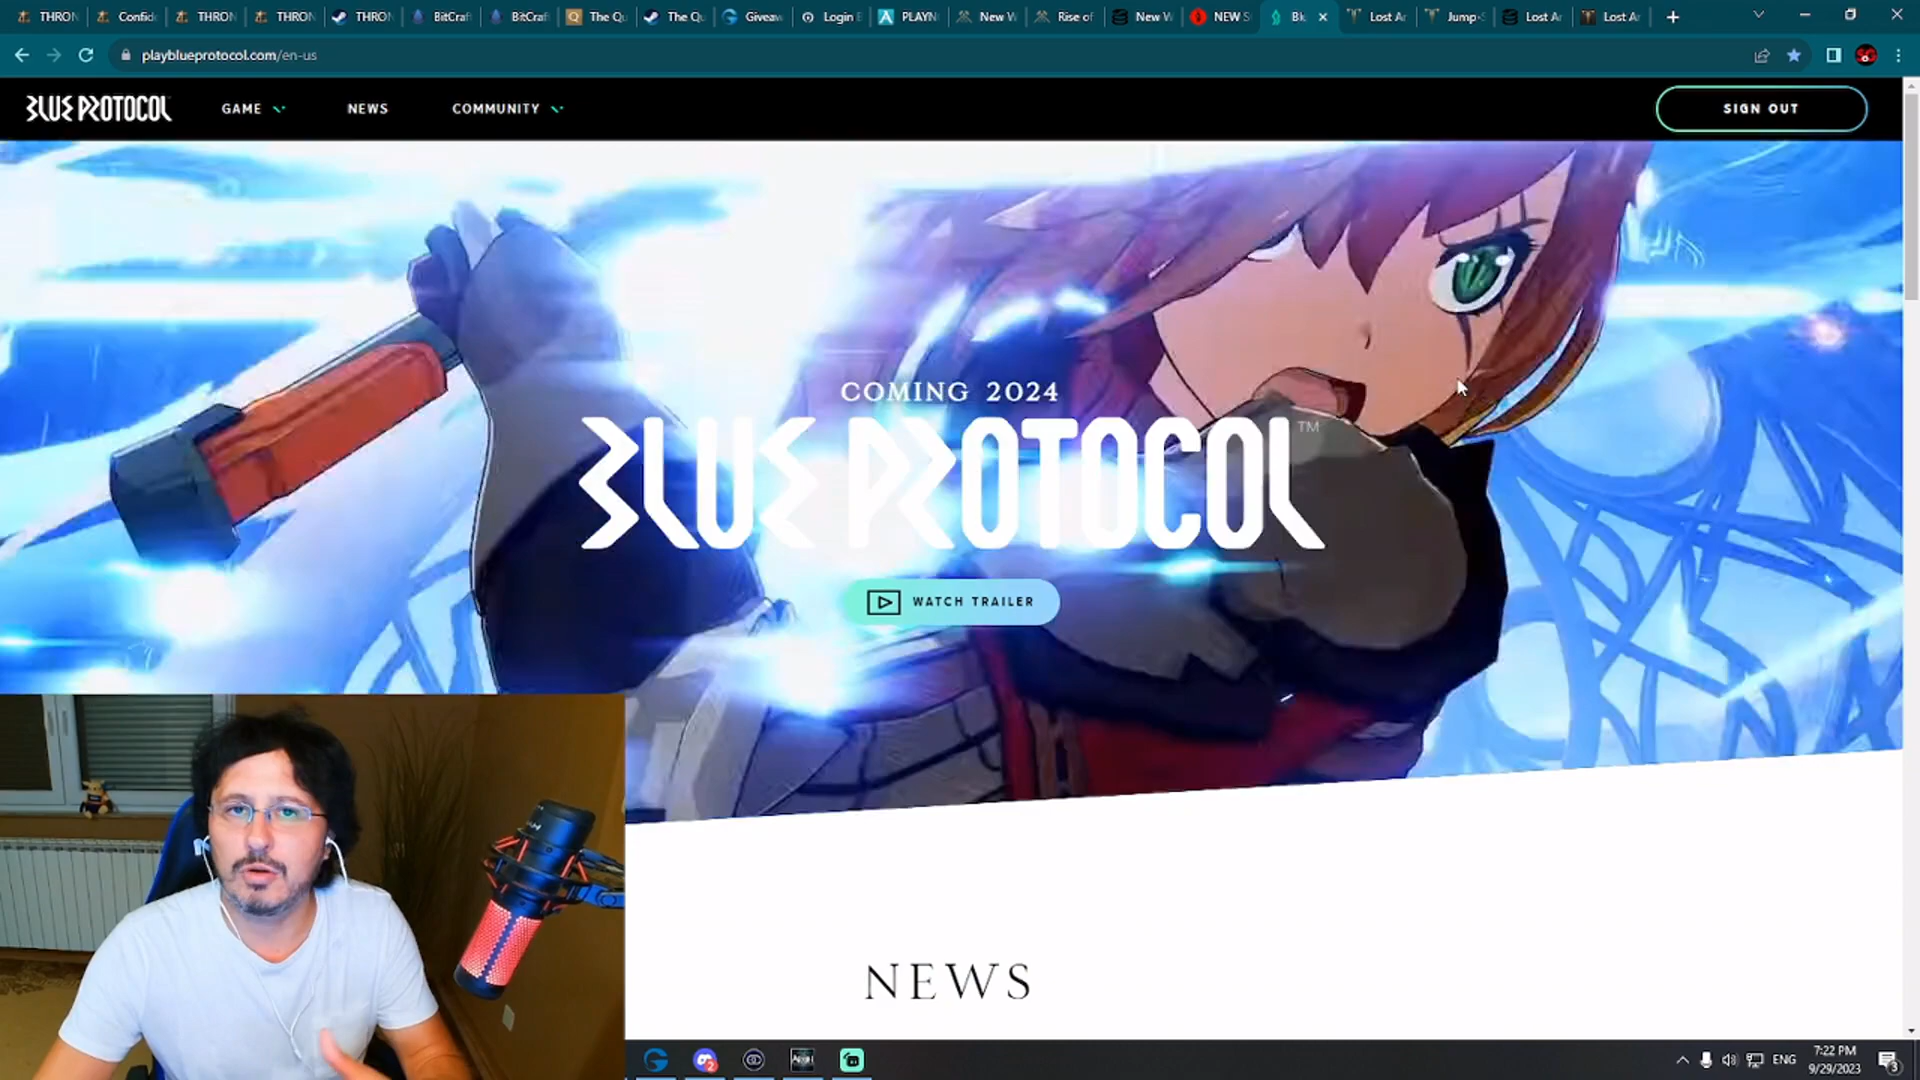 THRON
Confid
THRON
THRON
THRON
BitCraf
BitCraf
The Qu
The Qu
Giveaw
Login E
PLAYN
New W
Rise of
New W
NEW S
Blu
Lost Ar
Jump-S
Lost Ar
Lost Ar
playblueprotocol.com/en-us
BLUE PROTOCOL
GAME
NEWS
COMMUNITY
SIGN OUT
COMING 2024
BLUE PROTOCOL™
WATCH TRAILER
NEWS
ENG
7:22 PM
9/29/2023